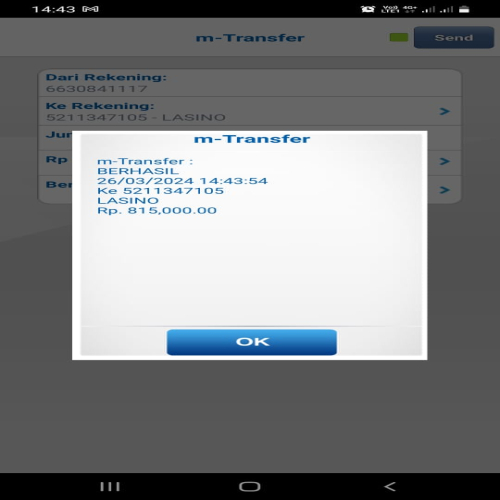 14:43
m-Transfer
Send
Dari Rekening:
6630841117
Ke Rekening:
5211347105 - LASINO
Jur
Rp
Ber
m-Transfer
m-Transfer :
BERHASIL
26/03/2024 14:43:54
Ke 5211347105
LASINO
Rp. 815,000.00
OK